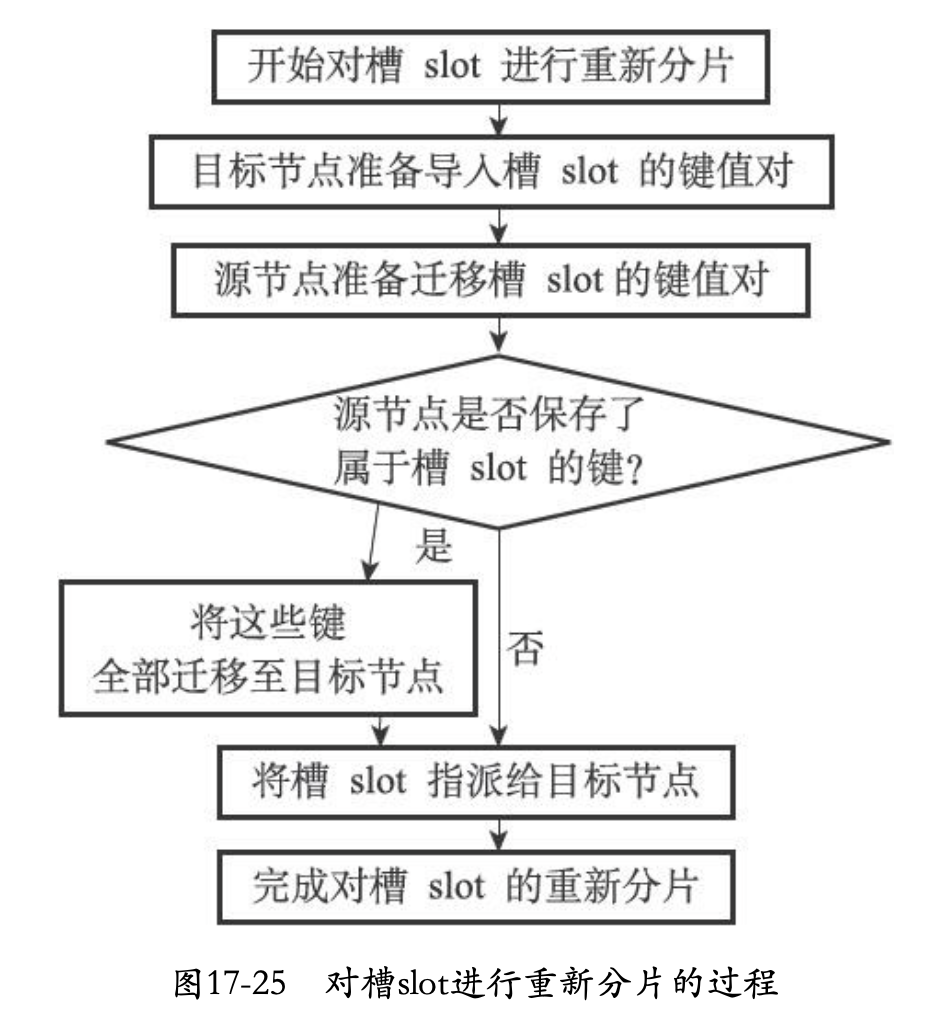 开始对槽 slot 进行重新分片
目标节点准备导入槽 slot 的键值对
源节点准备迁移槽 slot的键值对
源节点是否保存了
属于槽 slot 的键?
是
将这些键
全部迁移至目标节点
否
将槽 slot 指派给目标节点
完成对槽 slot 的重新分片
图17-25 对槽slot进行重新分片的过程